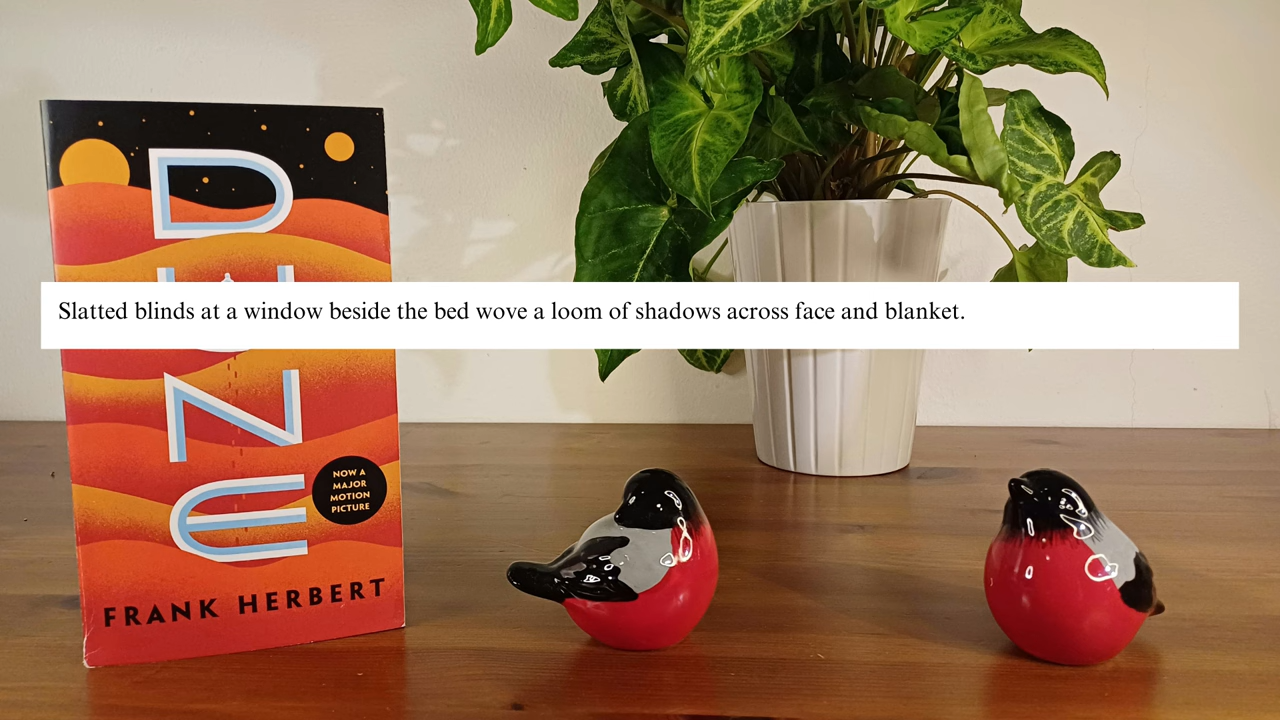 DUNE
Slatted blinds at a window beside the bed wove a loom of shadows across face and blanket.
NOW A
MAJOR
MOTION
PICTURE
FRANK HERBERT